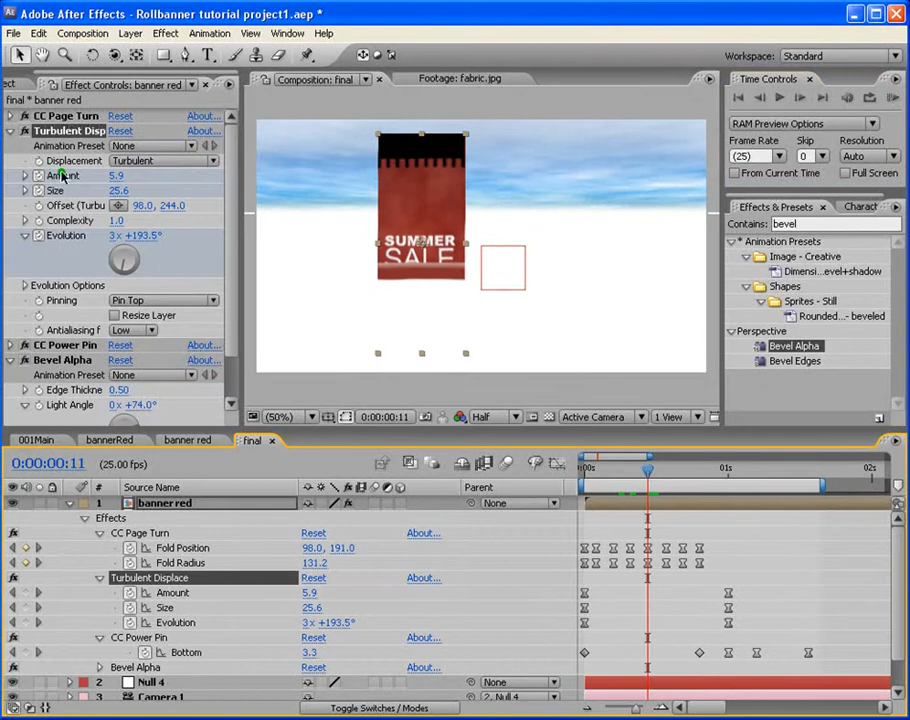 Adobe After Effects - Rollbanner tutorial project1.aep *
File Edit Composition Layer Effect Animation View Window Help
Workspace: Standard
Effect Controls: banner red
Composition: final
Footage: fabric.jpg
Time Controls
final * banner red
CC Page Turn Reset About...
Turbulent Disp Reset About...
Animation Preset None
Displacement Turbulent
Amount 5.9
Size 25.6
Offset (Turbu 98.0, 244.0
Complexity 1.0
Evolution 3x +193.5°
Evolution Options
Pinning Pin Top
Resize Layer
Antialiasing f Low
CC Power Pin Reset About...
Bevel Alpha Reset About...
Animation Preset None
Edge Thickne 0.50
Light Angle 0x +74.0°
SUMMER
SALE
(50%) 0:00:00:11 Half Active Camera 1 View
RAM Preview Options
Frame Rate Skip Resolution
(25) 0 Auto
From Current Time Full Screen
Effects & Presets Charact
Contains: bevel
* Animation Presets
Image - Creative
Dimensi...evel+shadow
Shapes
Sprites - Still
Rounded...- beveled
Perspective
Bevel Alpha
Bevel Edges
001Main bannerRed banner red final
0:00:00:11 (25.00 fps)
:00s 01s 02s
# Source Name Parent
1 banner red None
Effects
CC Page Turn Reset About...
Fold Position 98.0, 191.0
Fold Radius 131.2
Turbulent Displace Reset About...
Amount 5.9
Size 25.6
Evolution 3x +193.5°
CC Power Pin Reset About...
Bottom 3.3
Bevel Alpha Reset About...
2 Null 4 None
3 Camera 1 2. Null 4
Toggle Switches / Modes